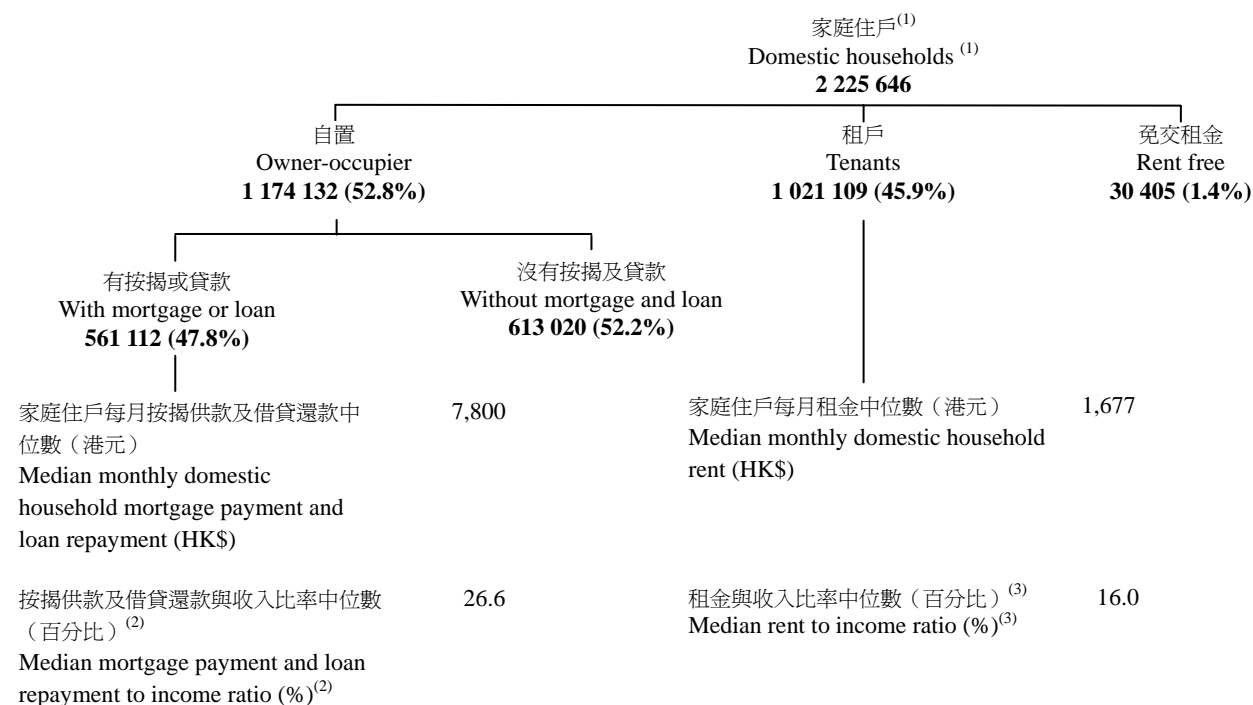 家庭住戶(1)
Domestic households (1)
2 225 646
自置
Owner-occupier
1 174 132 (52.8%)
租戶
Tenants
1 021 109 (45.9%)
免交租金
Rent free
30 405 (1.4%)
有按揭或貸款
With mortgage or loan
561 112 (47.8%)
沒有按揭及貸款
Without mortgage and loan
613 020 (52.2%)
家庭住戶每月按揭供款及借貸還款中
位數（港元）
Median monthly domestic
household mortgage payment and
loan repayment (HK$)
7,800
家庭住戶每月租金中位數（港元）
Median monthly domestic household
rent (HK$)
1,677
按揭供款及借貸還款與收入比率中位數
（百分比）(2)
Median mortgage payment and loan
repayment to income ratio (%)(2)
26.6
租金與收入比率中位數（百分比）(3)
Median rent to income ratio (%)(3)
16.0